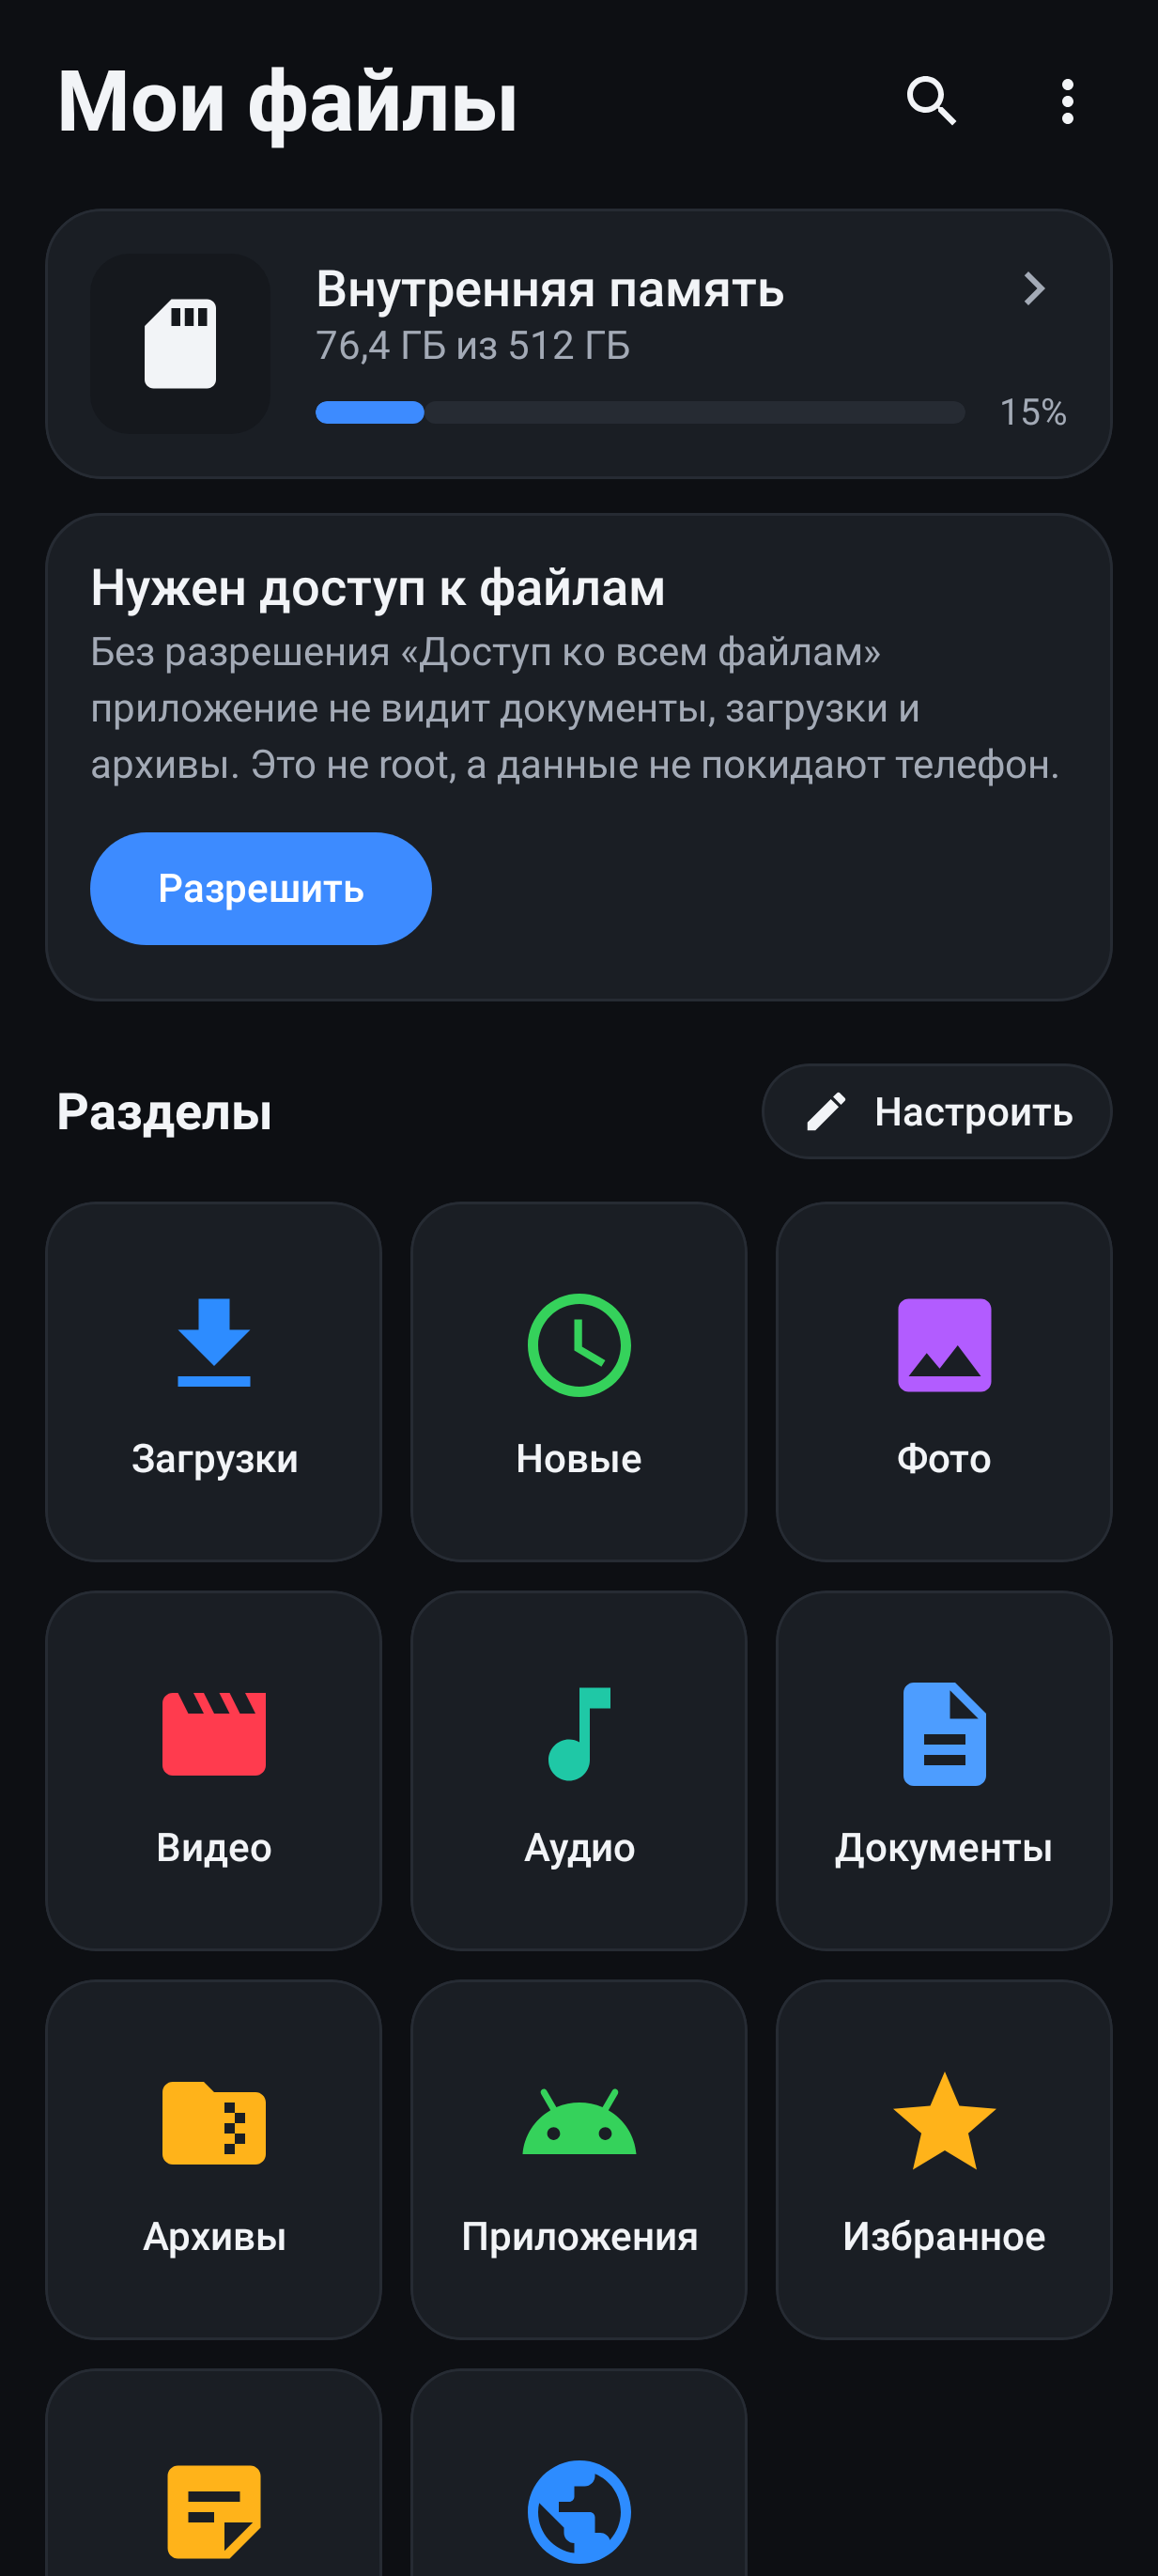 Мои файлы
Внутренняя память
76,4 ГБ из 512 ГБ
15%
Нужен доступ к файлам
Без разрешения «Доступ ко всем файлам»
приложение не видит документы, загрузки и
архивы. Это не root, а данные не покидают телефон.
Разрешить
Разделы
Настроить
Загрузки
Новые
Фото
Видео
Аудио
Документы
Архивы
Приложения
Избранное